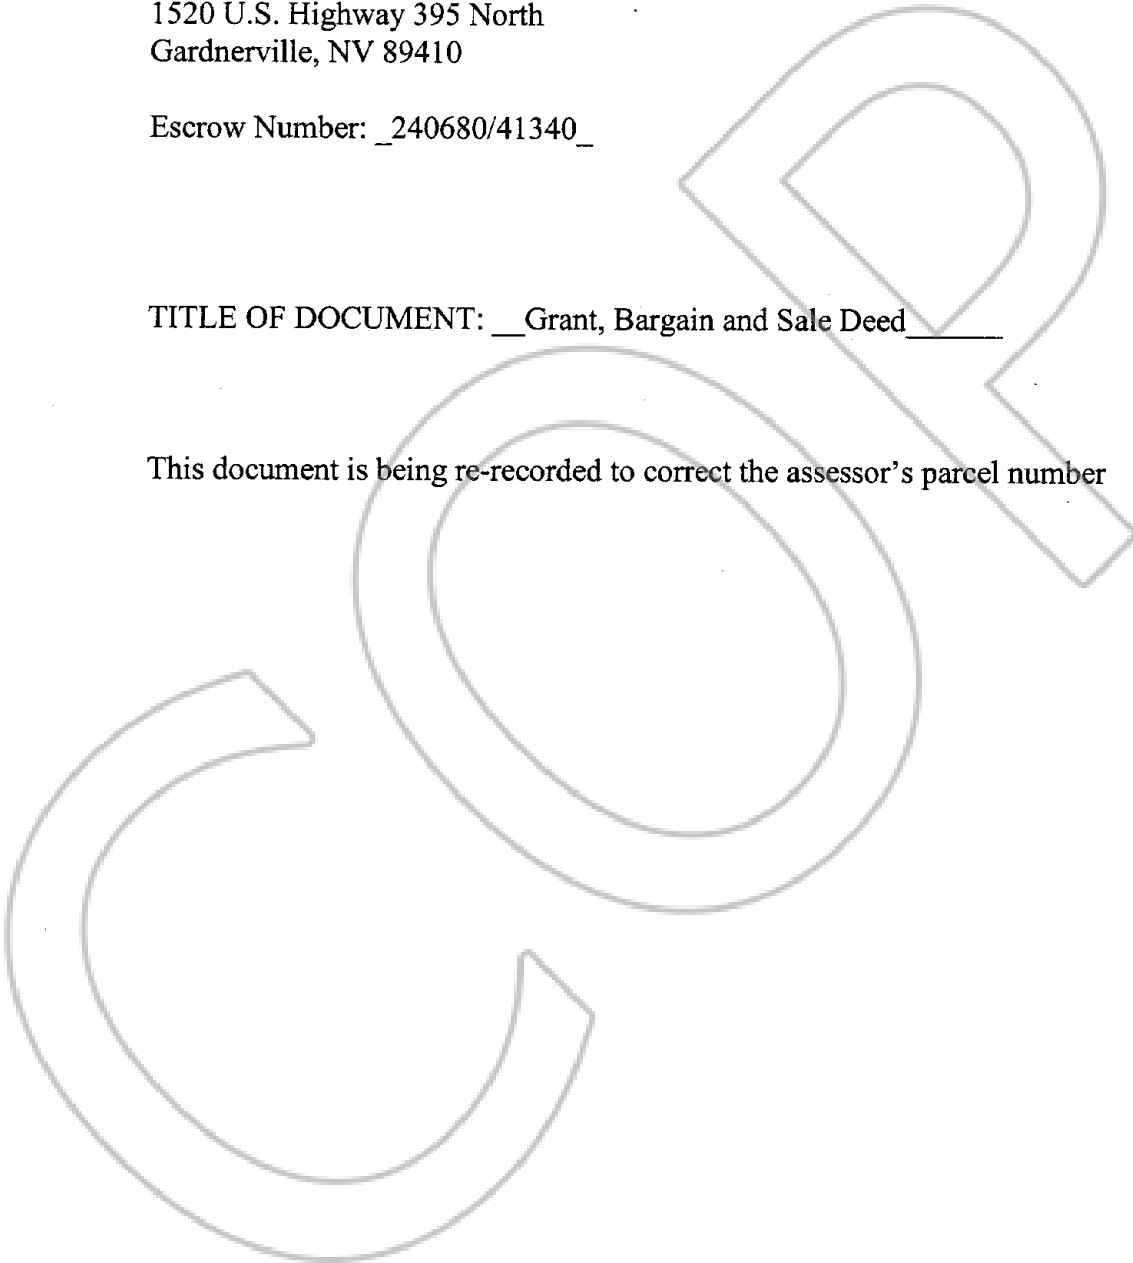 1520 U.S. Highway 395 North
Gardnerville, NV 89410
Escrow Number: _240680/41340_
TITLE OF DOCUMENT: __Grant, Bargain and Sale Deed______
This document is being re-recorded to correct the assessor's parcel number
COP